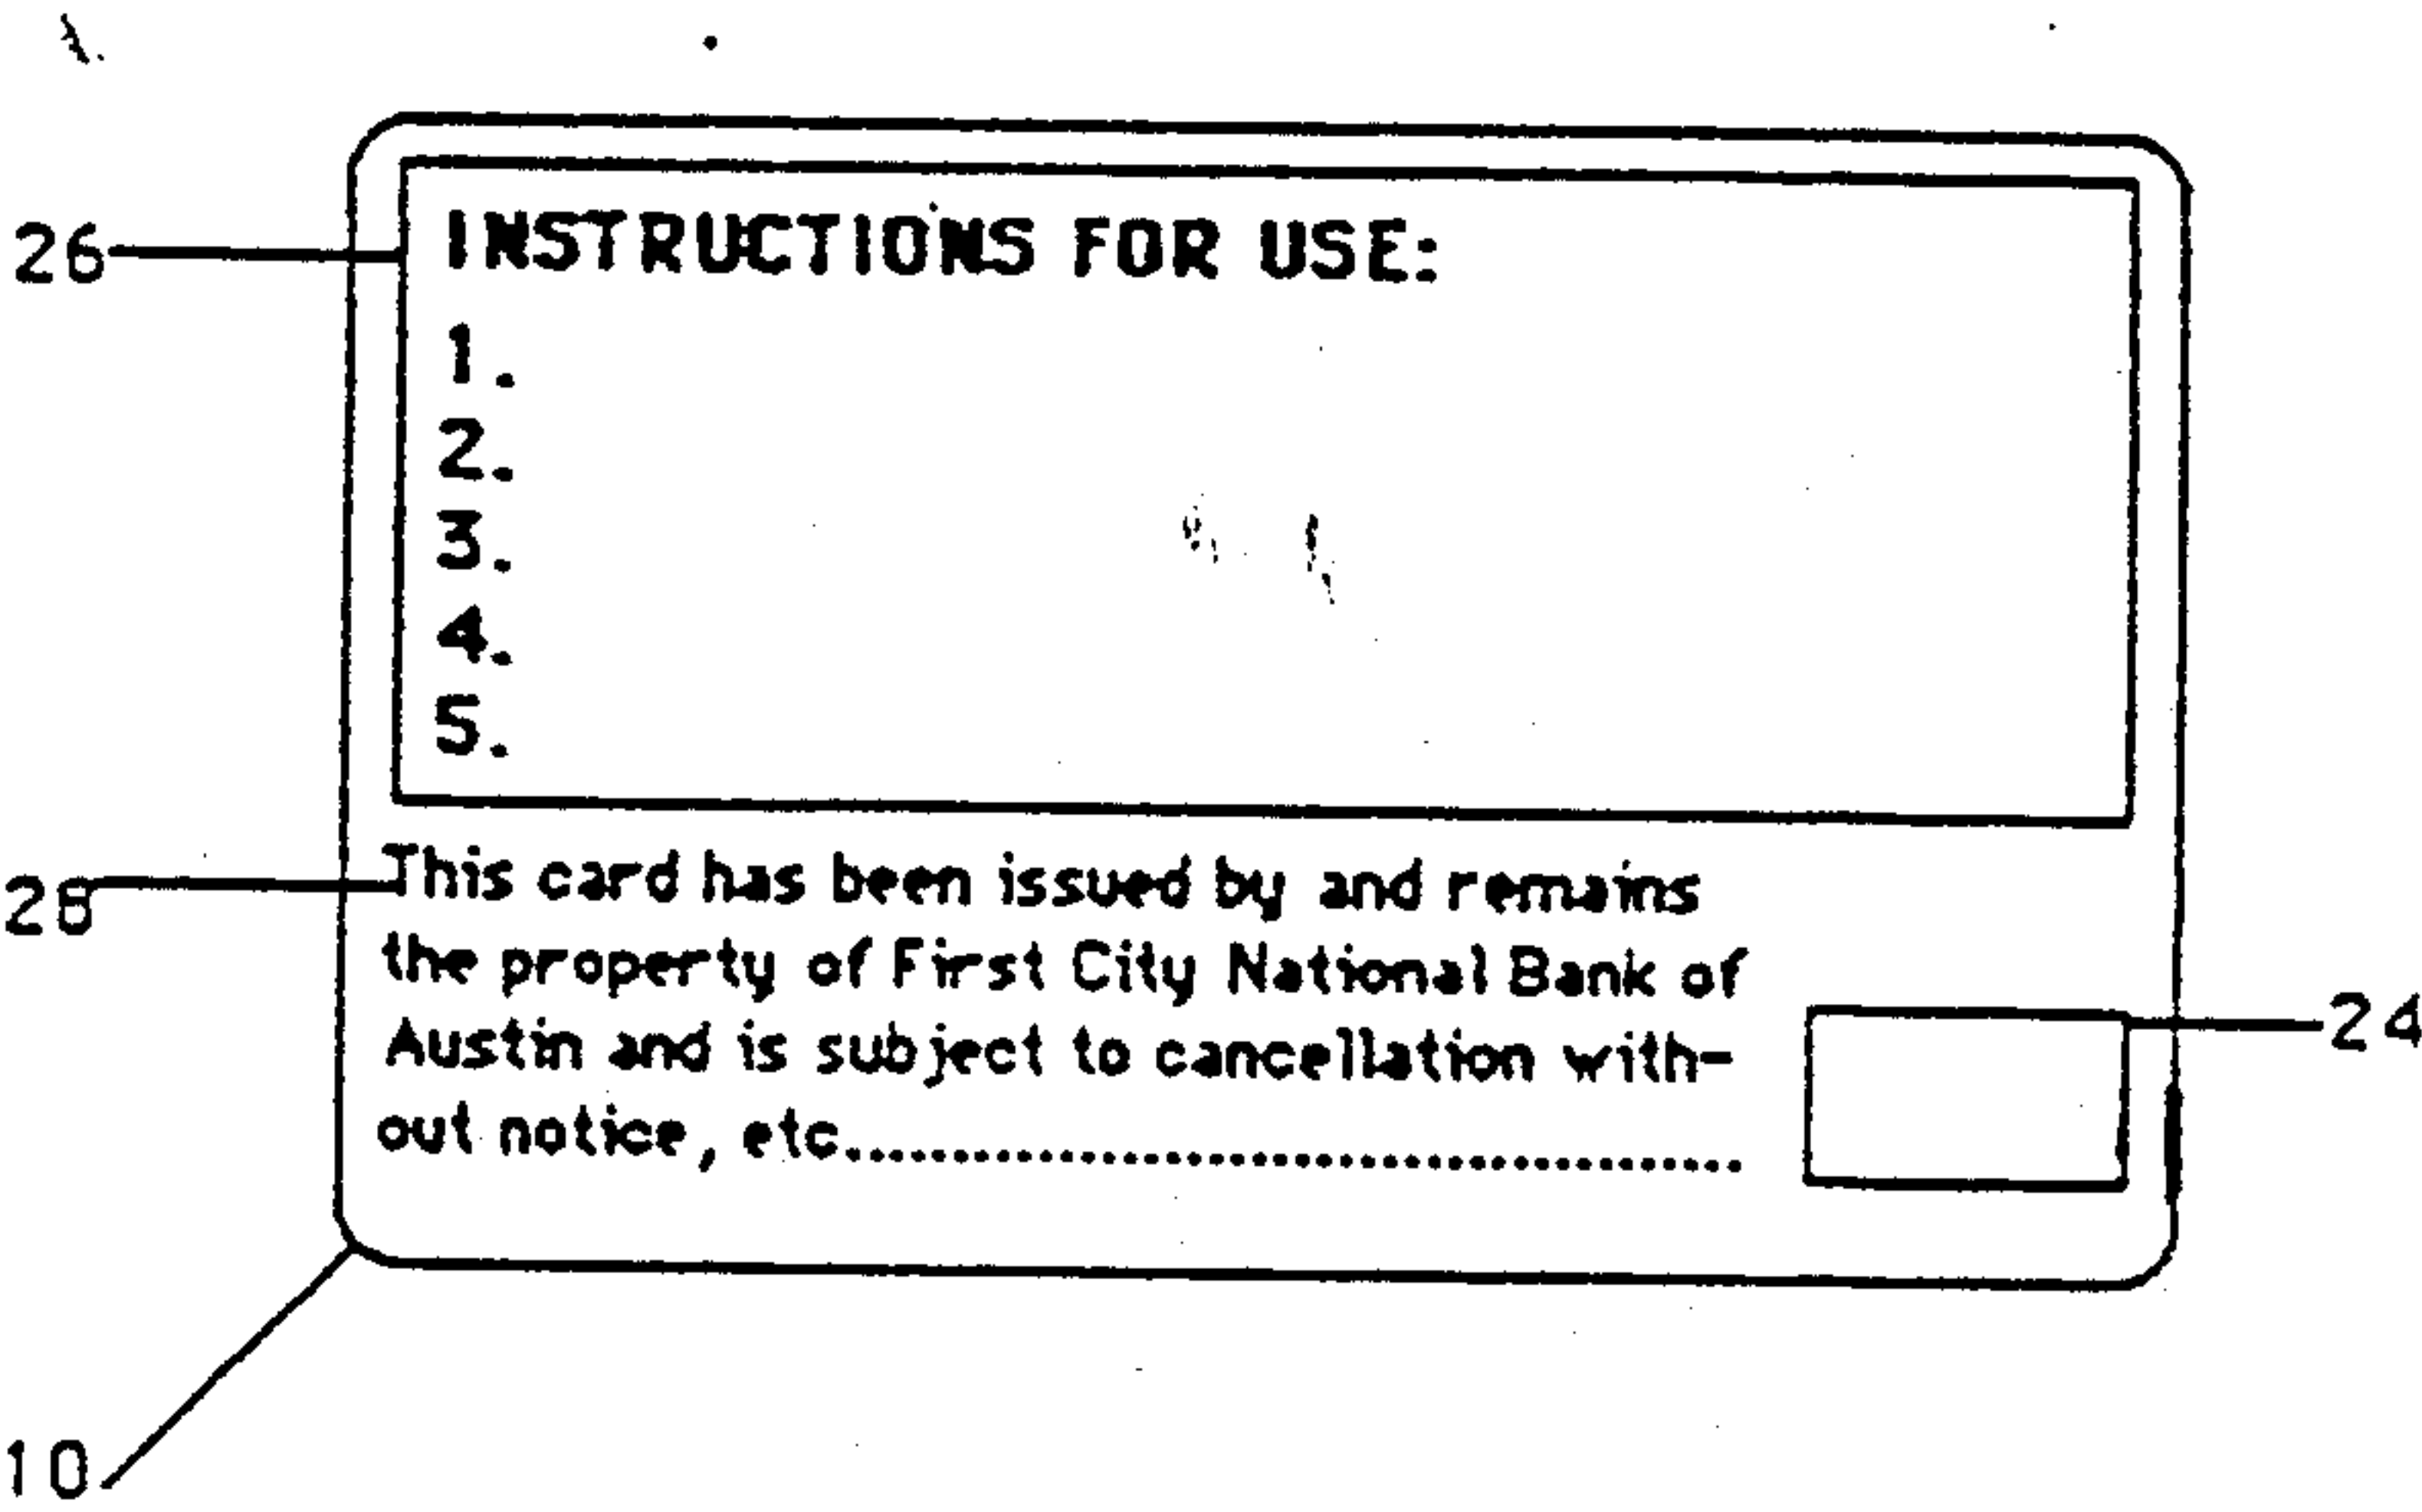 26
INSTRUCTIONS FOR USE:
1.
2.
3.
4.
5.
28
This card has been issued by and remains
the property of First City National Bank of
Austin and is subject to cancellation with-
out notice, etc..........................................
24
10